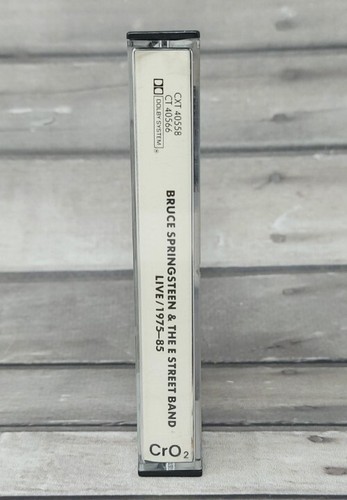 CXT 40558
CT 40566
DOLBY SYSTEM®
BRUCE SPRINGSTEEN & THE E STREET BAND
LIVE/1975–85
CrO2